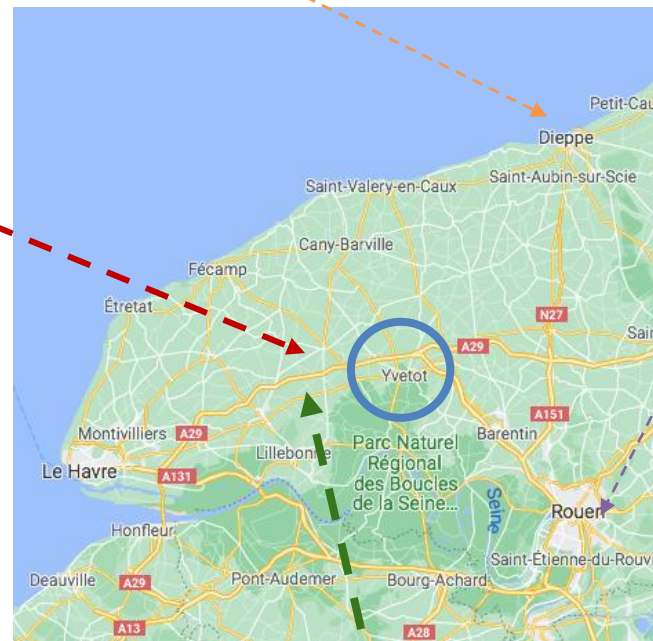 Petit-Cau
Dieppe
Saint-Aubin-sur-Scie
Saint-Valery-en-Caux
Cany-Barville
Fécamp
Étretat
N27
Sain
A29
Yvetot
A151
Montivilliers
A29
Barentin
Lillebonne
Parc Naturel
Régional
des Boucles
de la Seine...
Le Havre
A131
Seine
Rouen
Honfleur
Saint-Étienne-du-Rouvr
Deauville
A29
Pont-Audemer
Bourg-Achard
A13
A28